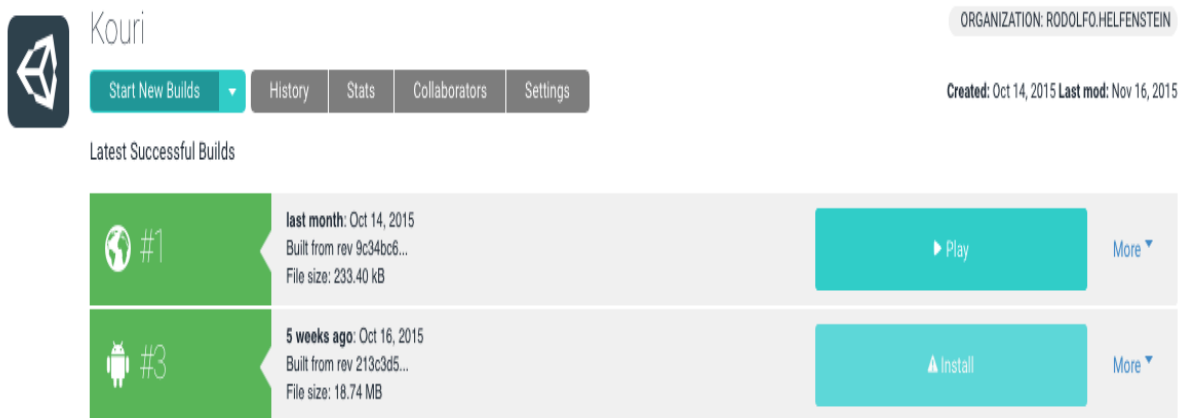 Kouri
ORGANIZATION: RODOLFO.HELFENSTEIN
Start New Builds
History
Stats
Collaborators
Settings
Created: Oct 14, 2015 Last mod: Nov 16, 2015
Latest Successful Builds
#1
last month: Oct 14, 2015
Built from rev 9c34bc6...
File size: 233.40 kB
Play
More
#3
5 weeks ago: Oct 16, 2015
Built from rev 213c3d5...
File size: 18.74 MB
Install
More